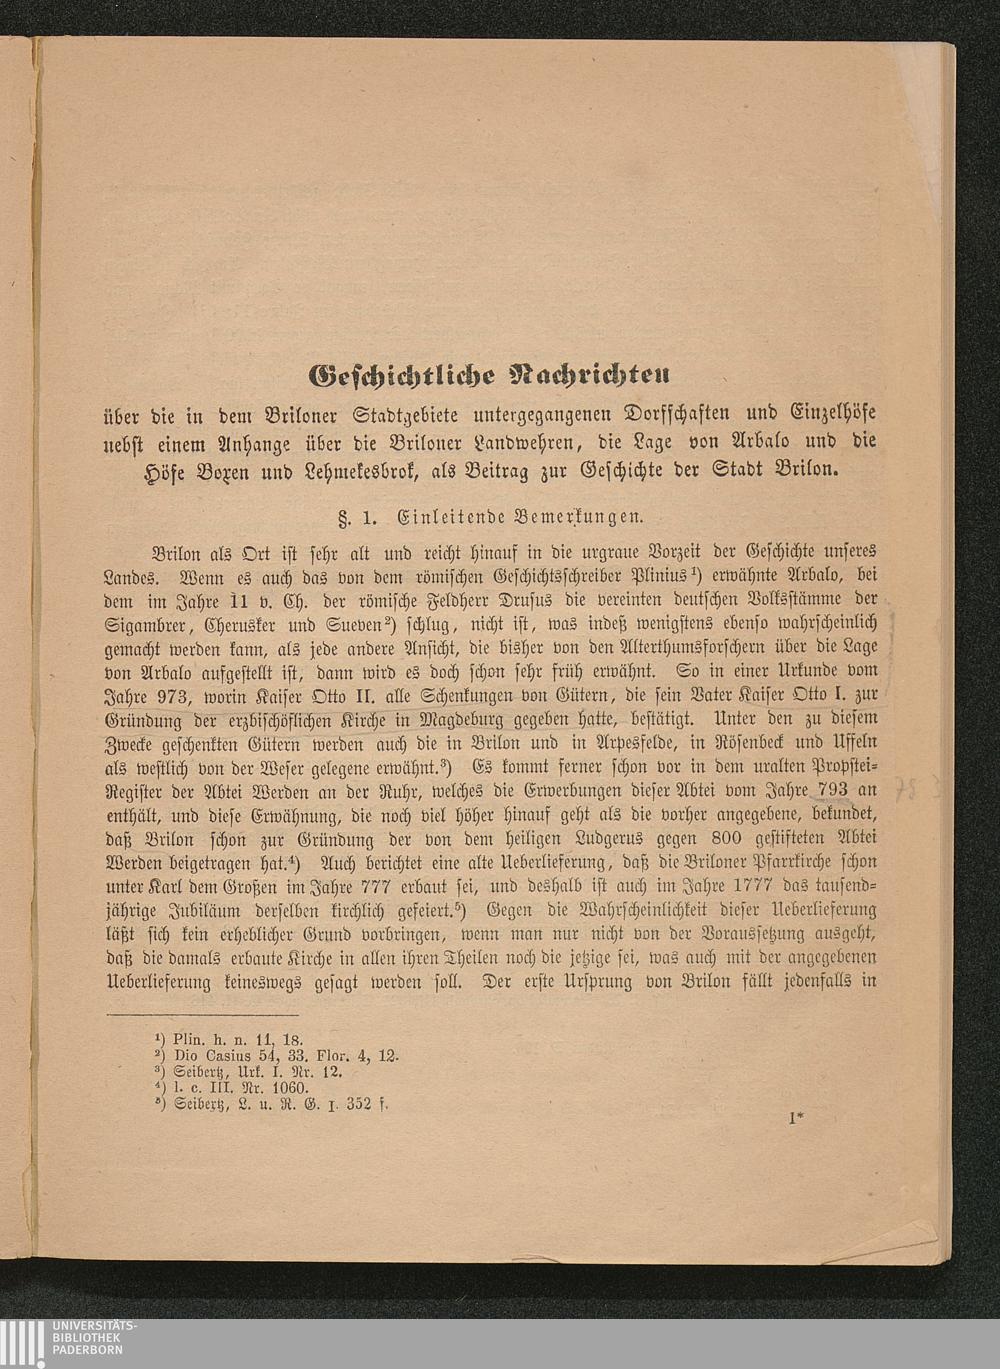 Geschichtliche Nachrichten
über die in dem Briloner Stadtgebiete untergegangenen Dorfschaften und Einzelhöfe
nebst einem Anhange über die Briloner Landwehren, die Lage von Arbalo und die
Höfe Boxen und Lehmekesbrok, als Beitrag zur Geschichte der Stadt Brilon.
§. 1. Einleitende Bemerkungen.
Brilon als Ort ist sehr alt und reicht hinauf in die urgraue Vorzeit der Geschichte unseres
Landes. Wenn es auch das von dem römischen Geschichtsschreiber Plinius¹) erwähnte Arbalo, bei
dem im Jahre 11 v. Ch. der römische Feldherr Drusus die vereinten deutschen Volksstämme der
Sigambrer, Cherusker und Sueven²) schlug, nicht ist, was indeß wenigstens ebenso wahrscheinlich
gemacht werden kann, als jede andere Ansicht, die bisher von den Alterthumsforschern über die Lage
von Arbalo aufgestellt ist, dann wird es doch schon sehr früh erwähnt. So in einer Urkunde vom
Jahre 973, worin Kaiser Otto II. alle Schenkungen von Gütern, die sein Vater Kaiser Otto I. zur
Gründung der erzbischöflichen Kirche in Magdeburg gegeben hatte, bestätigt. Unter den zu diesem
Zwecke geschenkten Gütern werden auch die in Brilon und in Arpesfelde, in Rösenbeck und Uffeln
als westlich von der Weser gelegene erwähnt.³) Es kommt ferner schon vor in dem uralten Propstei-
Register der Abtei Werden an der Ruhr, welches die Erwerbungen dieser Abtei vom Jahre 793 an
enthält, und diese Erwähnung, die noch viel höher hinauf geht als die vorher angegebene, bekundet,
daß Brilon schon zur Gründung der von dem heiligen Ludgerus gegen 800 gestifteten Abtei
Werden beigetragen hat.⁴) Auch berichtet eine alte Ueberlieferung, daß die Briloner Pfarrkirche schon
unter Karl dem Großen im Jahre 777 erbaut sei, und deshalb ist auch im Jahre 1777 das tausend-
jährige Jubiläum derselben kirchlich gefeiert.⁵) Gegen die Wahrscheinlichkeit dieser Ueberlieferung
läßt sich kein erheblicher Grund vorbringen, wenn man nur nicht von der Voraussetzung ausgeht,
daß die damals erbaute Kirche in allen ihren Theilen noch die jetzige sei, was auch mit der angegebenen
Ueberlieferung keineswegs gesagt werden soll. Der erste Ursprung von Brilon fällt jedenfalls in
¹) Plin. h. n. 11, 18.
²) Dio Casius 54, 33. Flor. 4, 12.
³) Seibertz, Urk. I. Nr. 12.
⁴) l. c. III. Nr. 1060.
⁵) Seibertz, L. u. R. G. I. 352 f.
1*
UNIVERSITÄTS-
BIBLIOTHEK
PADERBORN